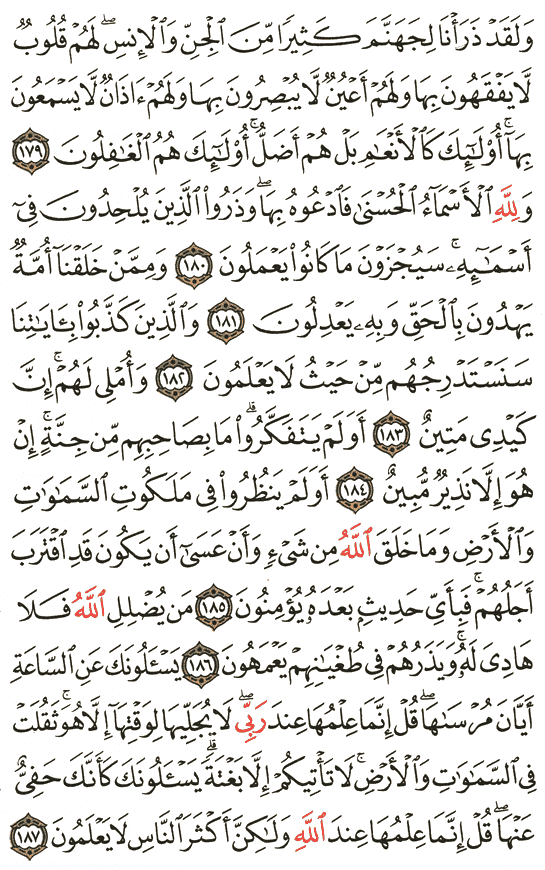 وَلَقَدْ ذَرَأْنَا لِجَهَنَّمَ كَثِيرًا مِّنَ ٱلْجِنِّ وَٱلْإِنسِ ۖ لَهُمْ قُلُوبٌ
لَّا يَفْقَهُونَ بِهَا وَلَهُمْ أَعْيُنٌ لَّا يُبْصِرُونَ بِهَا وَلَهُمْ ءَاذَانٌ لَّا يَسْمَعُونَ
بِهَآ ۚ أُو۟لَٰٓئِكَ كَٱلْأَنْعَٰمِ بَلْ هُمْ أَضَلُّ ۚ أُو۟لَٰٓئِكَ هُمُ ٱلْغَٰفِلُونَ ١٧٩
وَلِلَّهِ ٱلْأَسْمَآءُ ٱلْحُسْنَىٰ فَٱدْعُوهُ بِهَا ۖ وَذَرُوا۟ ٱلَّذِينَ يُلْحِدُونَ فِىٓ
أَسْمَٰٓئِهِۦ ۚ سَيُجْزَوْنَ مَا كَانُوا۟ يَعْمَلُونَ ١٨٠ وَمِمَّنْ خَلَقْنَآ أُمَّةٌ
يَهْدُونَ بِٱلْحَقِّ وَبِهِۦ يَعْدِلُونَ ١٨١ وَٱلَّذِينَ كَذَّبُوا۟ بِـَٔايَٰتِنَا
سَنَسْتَدْرِجُهُم مِّنْ حَيْثُ لَا يَعْلَمُونَ ١٨٢ وَأُمْلِى لَهُمْ ۚ إِنَّ
كَيْدِى مَتِينٌ ١٨٣ أَوَلَمْ يَتَفَكَّرُوا۟ ۗ مَا بِصَاحِبِهِم مِّن جِنَّةٍ ۚ إِنْ
هُوَ إِلَّا نَذِيرٌ مُّبِينٌ ١٨٤ أَوَلَمْ يَنظُرُوا۟ فِى مَلَكُوتِ ٱلسَّمَٰوَٰتِ
وَٱلْأَرْضِ وَمَا خَلَقَ ٱللَّهُ مِن شَىْءٍ وَأَنْ عَسَىٰٓ أَن يَكُونَ قَدِ ٱقْتَرَبَ
أَجَلُهُمْ ۖ فَبِأَىِّ حَدِيثٍۭ بَعْدَهُۥ يُؤْمِنُونَ ١٨٥ مَن يُضْلِلِ ٱللَّهُ فَلَا
هَادِىَ لَهُۥ ۚ وَيَذَرُهُمْ فِى طُغْيَٰنِهِمْ يَعْمَهُونَ ١٨٦ يَسْـَٔلُونَكَ عَنِ ٱلسَّاعَةِ
أَيَّانَ مُرْسَىٰهَا ۖ قُلْ إِنَّمَا عِلْمُهَا عِندَ رَبِّى ۖ لَا يُجَلِّيهَا لِوَقْتِهَآ إِلَّا هُوَ ۚ ثَقُلَتْ
فِى ٱلسَّمَٰوَٰتِ وَٱلْأَرْضِ ۚ لَا تَأْتِيكُمْ إِلَّا بَغْتَةً ۗ يَسْـَٔلُونَكَ كَأَنَّكَ حَفِىٌّ
عَنْهَا ۖ قُلْ إِنَّمَا عِلْمُهَا عِندَ ٱللَّهِ وَلَٰكِنَّ أَكْثَرَ ٱلنَّاسِ لَا يَعْلَمُونَ ١٨٧